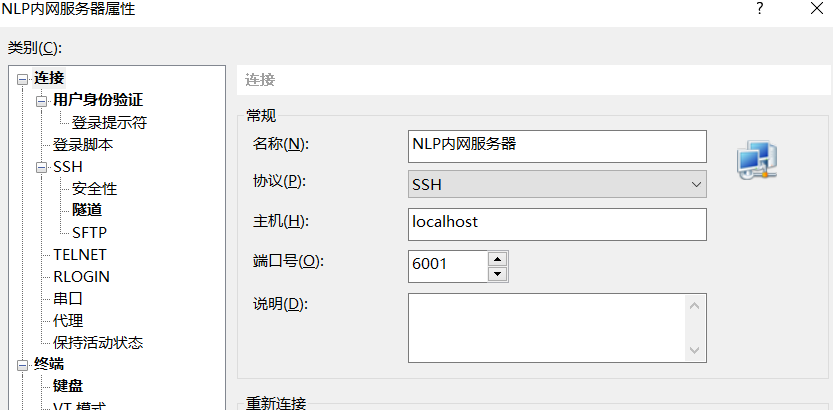 NLP内网服务器属性
?
类别(C):
连接
用户身份验证
登录提示符
登录脚本
SSH
安全性
隧道
SFTP
TELNET
RLOGIN
串口
代理
保持活动状态
终端
键盘
VT 模式
连接
常规
名称(N):
NLP内网服务器
协议(P):
SSH
主机(H):
localhost
端口号(O):
6001
说明(D):
重新连接